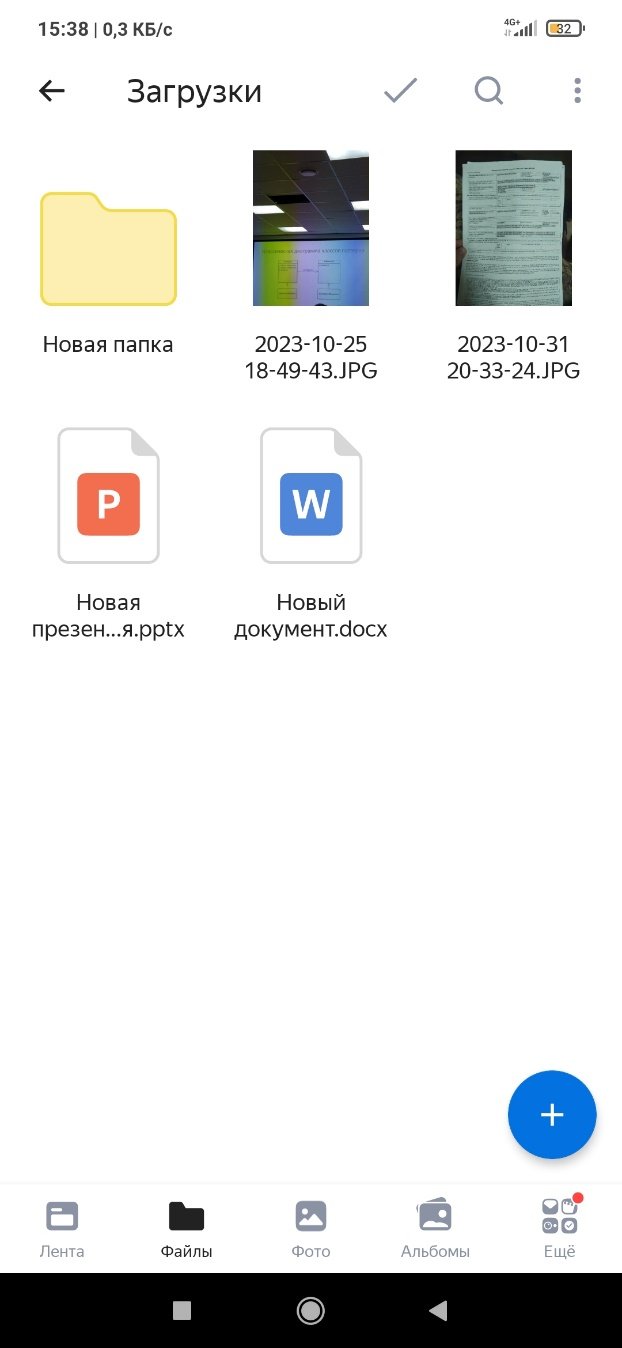 15:38 | 0,3 КБ/с
4G+
32
Загрузки
Новая папка
2023-10-25
18-49-43.JPG
2023-10-31
20-33-24.JPG
P
W
Новая
презен...я.pptx
Новый
документ.docx
Лента
Файлы
Фото
Альбомы
Ещё